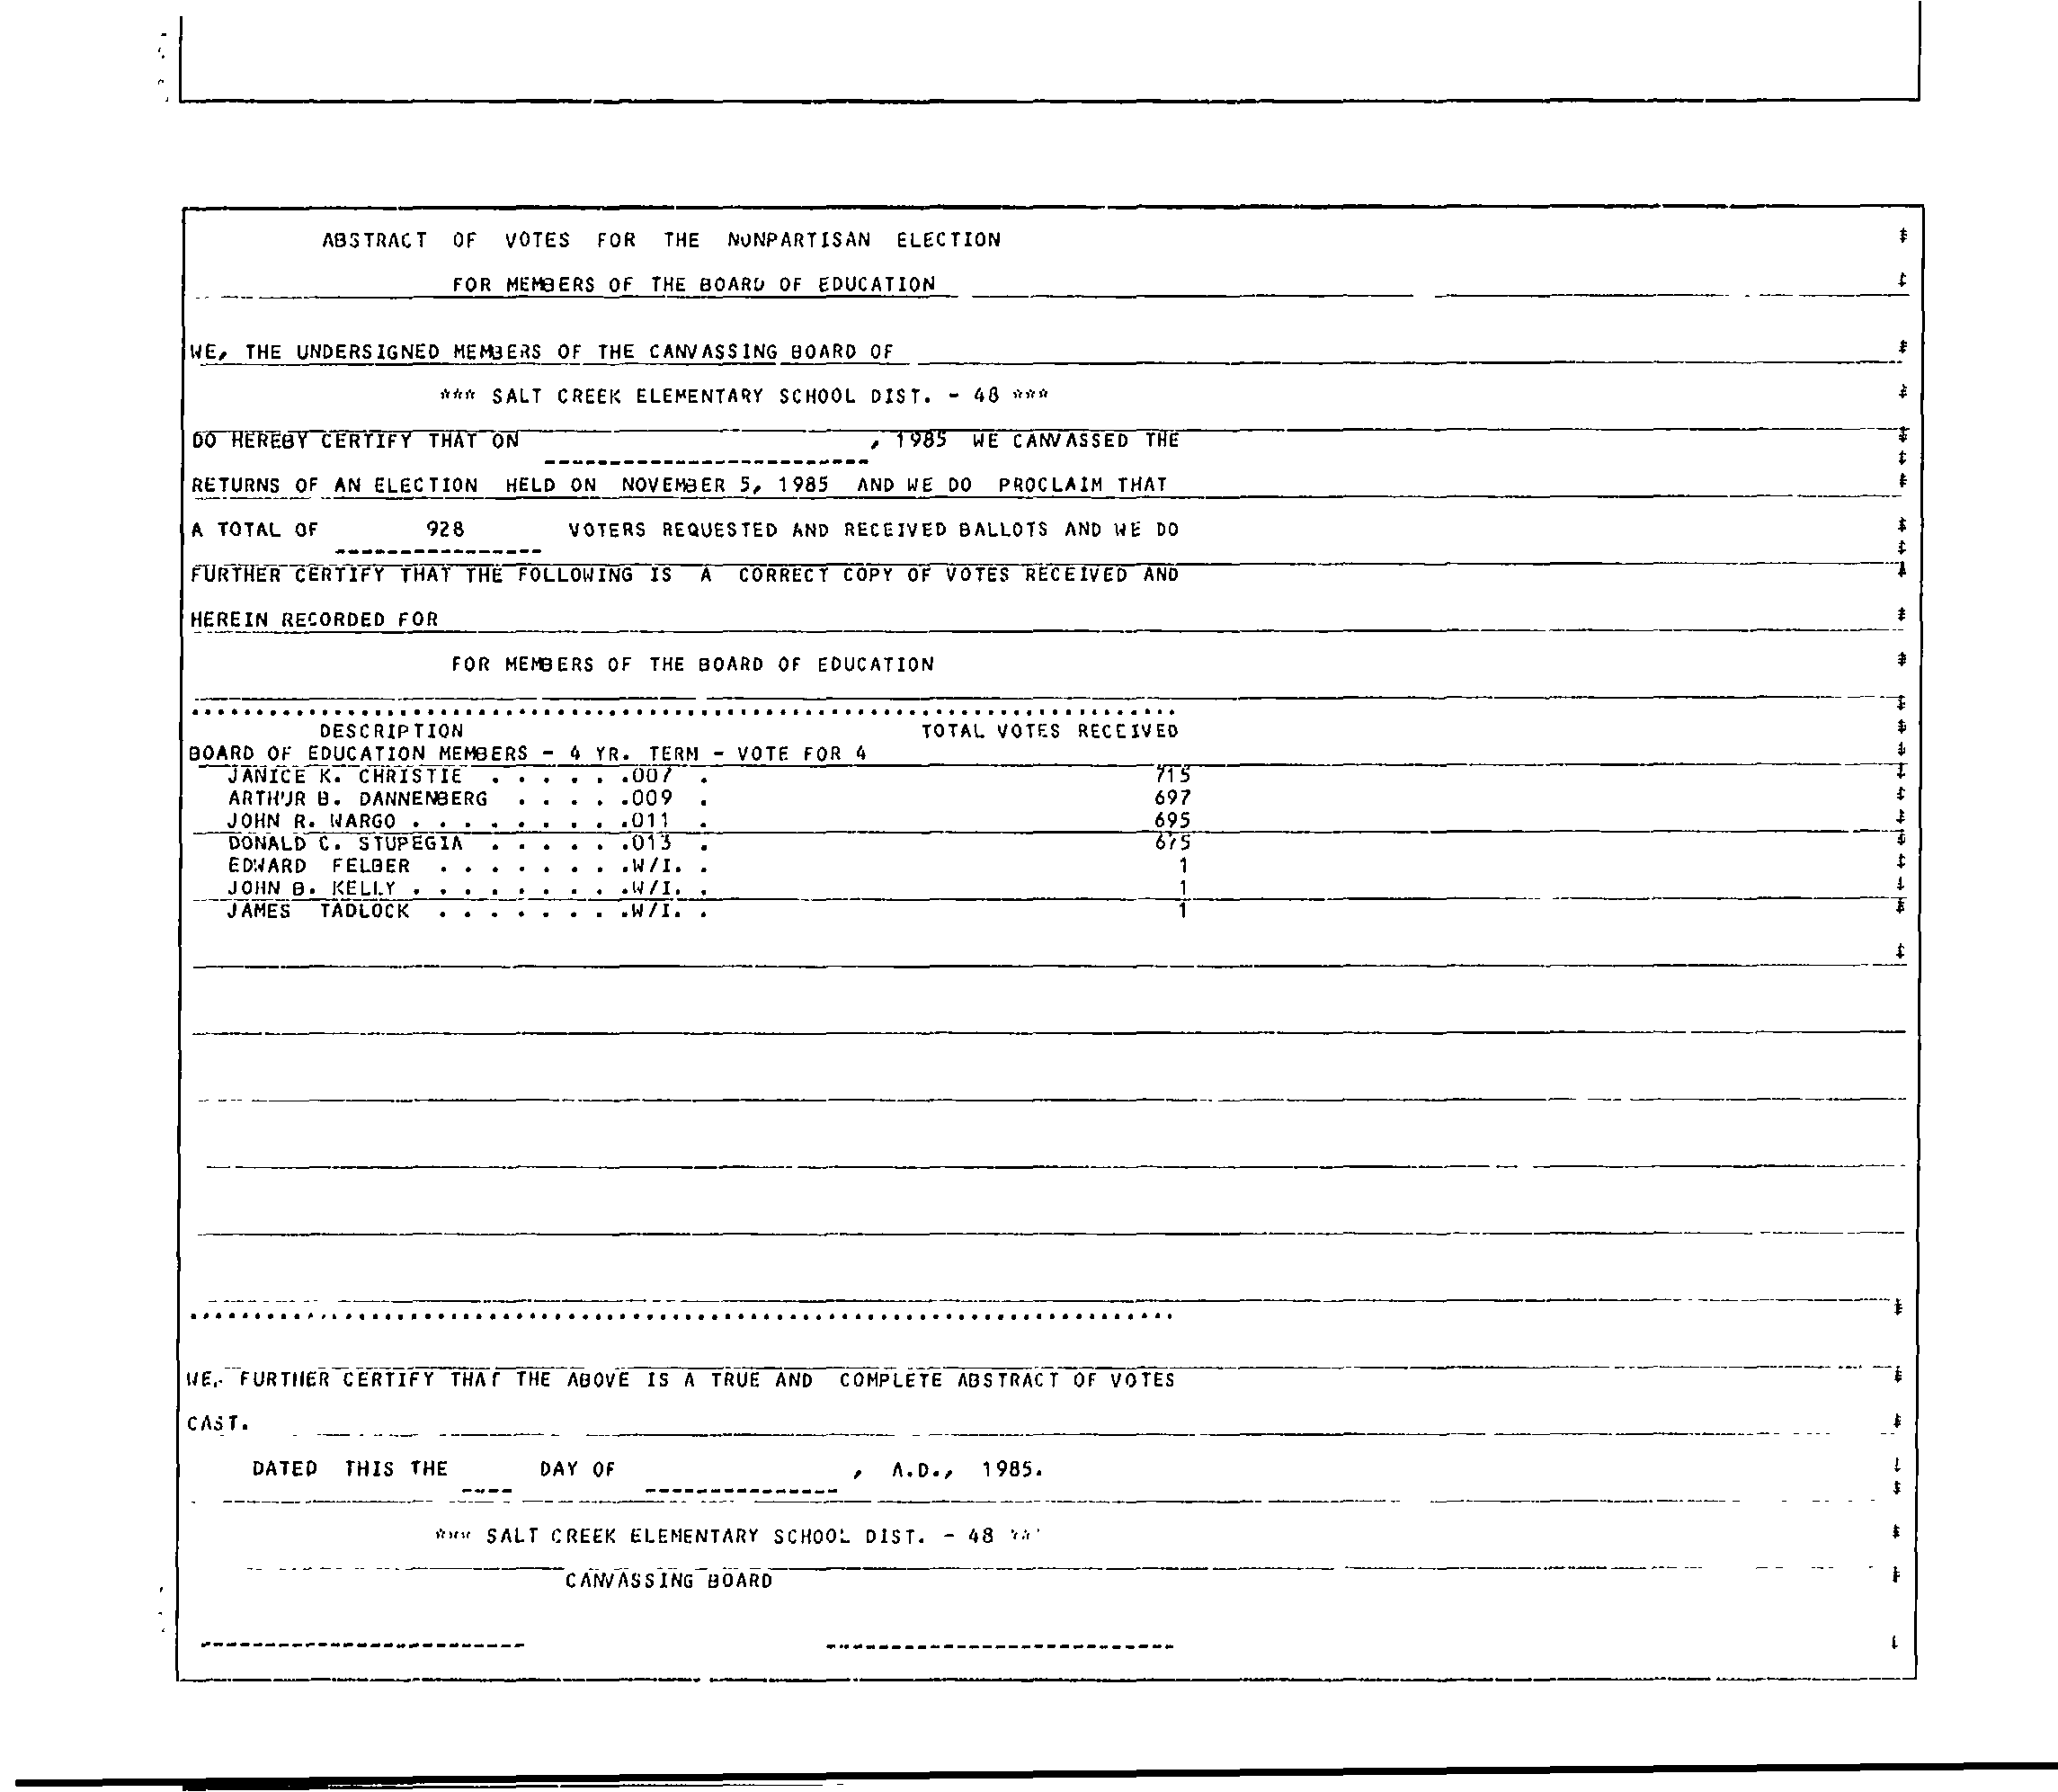 ABSTRACT OF VOTES FOR THE NONPARTISAN ELECTION
FOR MEMBERS OF THE BOARD OF EDUCATION
WE, THE UNDERSIGNED MEMBERS OF THE CANVASSING BOARD OF
*** SALT CREEK ELEMENTARY SCHOOL DIST. - 48 ***
DO HEREBY CERTIFY THAT ON , 1985 WE CANVASSED THE
RETURNS OF AN ELECTION HELD ON NOVEMBER 5, 1985 AND WE DO PROCLAIM THAT
A TOTAL OF 928 VOTERS REQUESTED AND RECEIVED BALLOTS AND WE DO
FURTHER CERTIFY THAT THE FOLLOWING IS A CORRECT COPY OF VOTES RECEIVED AND
HEREIN RECORDED FOR
FOR MEMBERS OF THE BOARD OF EDUCATION
DESCRIPTION TOTAL VOTES RECEIVED
BOARD OF EDUCATION MEMBERS - 4 YR. TERM - VOTE FOR 4
JANICE K. CHRISTIE . . . . . .007 . 715
ARTHUR B. DANNENBERG . . . . .009 . 697
JOHN R. WARGO . . . . . . . . .011 . 695
DONALD C. STUPEGIA . . . . . .013 . 675
EDWARD FELBER . . . . . . . .W/I. . 1
JOHN B. KELLY . . . . . . . . .W/I. . 1
JAMES TADLOCK . . . . . . . .W/I. . 1
WE, FURTHER CERTIFY THAT THE ABOVE IS A TRUE AND COMPLETE ABSTRACT OF VOTES
CAST.
DATED THIS THE ---- DAY OF , A.D., 1985.
*** SALT CREEK ELEMENTARY SCHOOL DIST. - 48 ***
CANVASSING BOARD